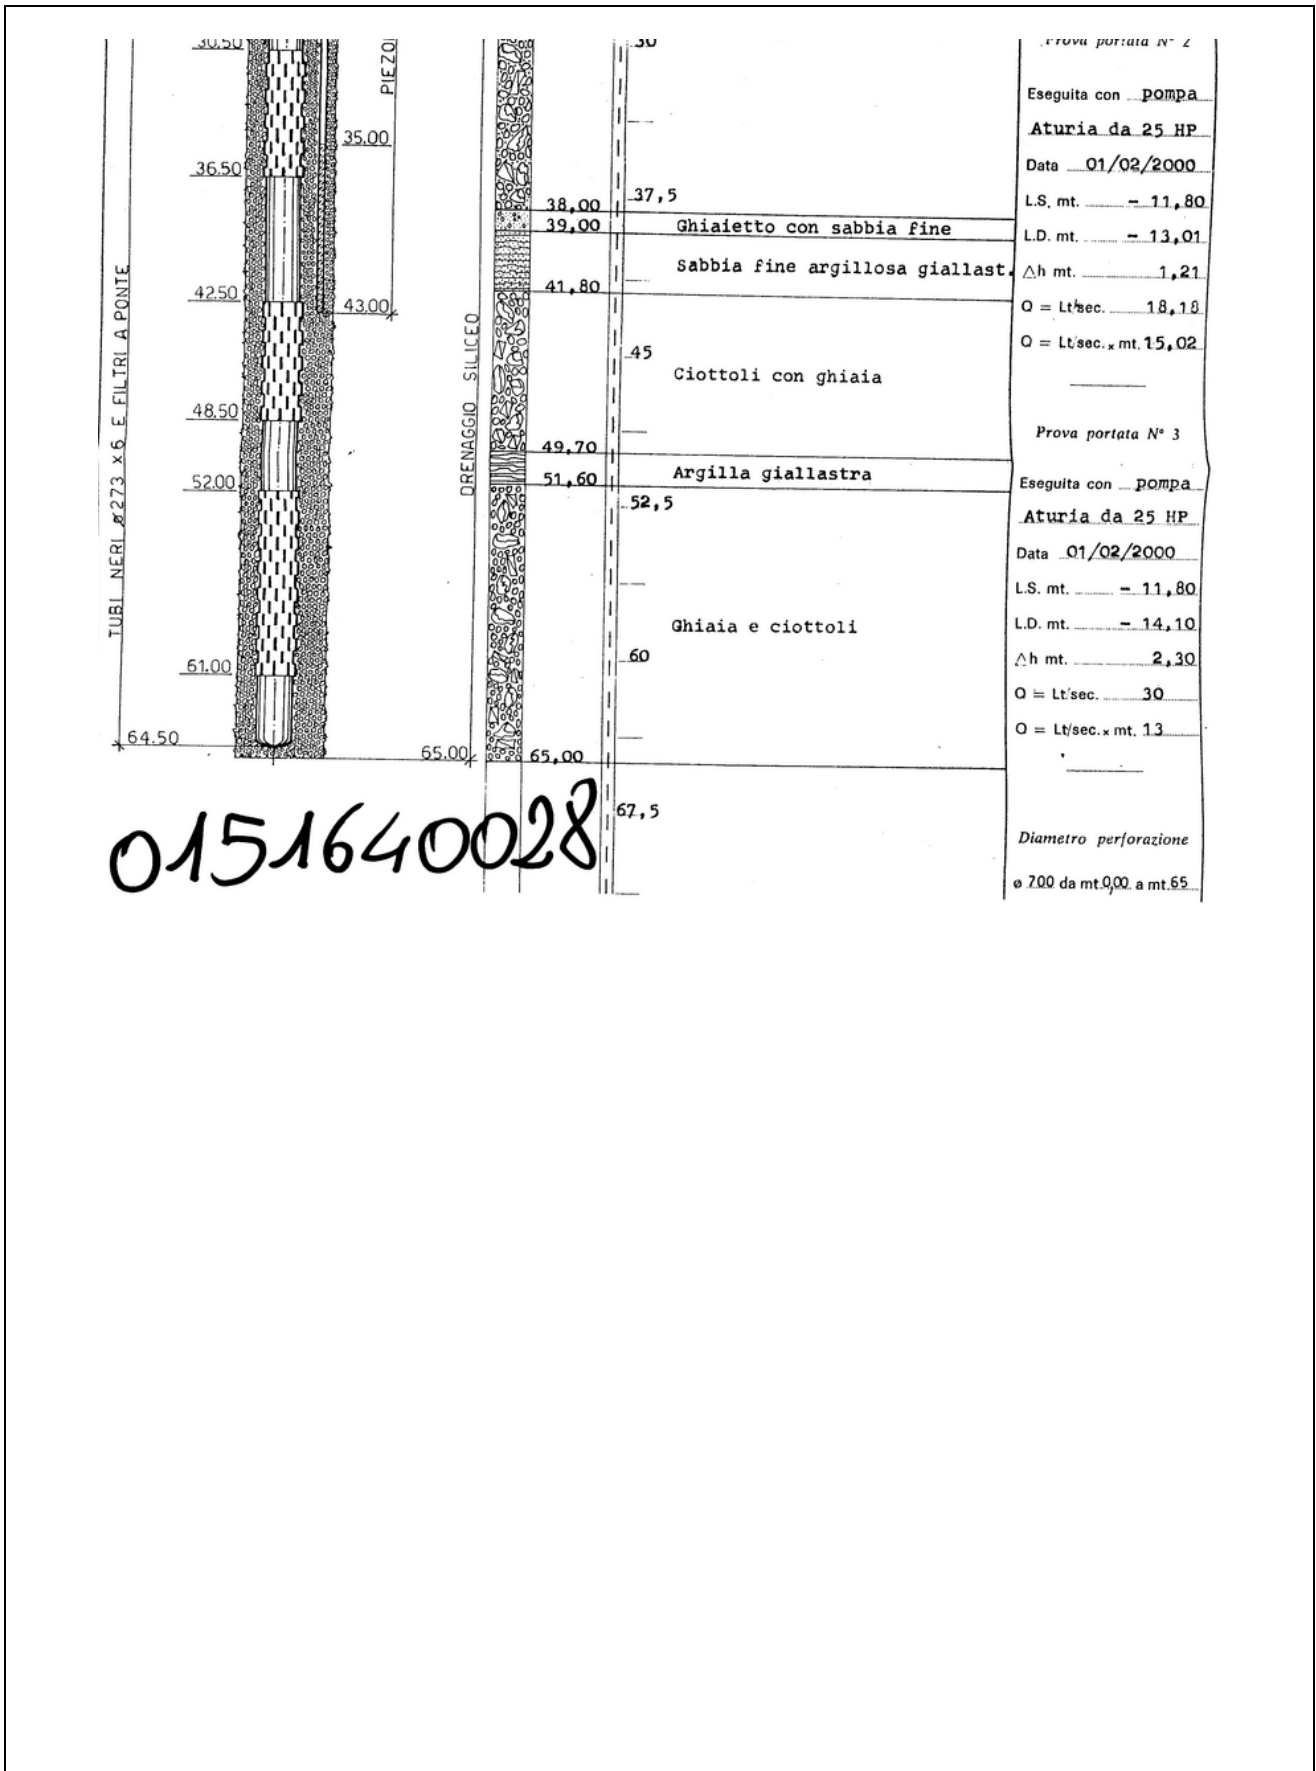 TUBI NERI ø273 x6 E FILTRI A PONTE
30.50
36.50
42.50
48.50
52.00
61.00
64.50
35.00
43.00
DRENAGGIO SILICEO
65.00
38,00
39,00
41,80
49,70
51,60
65,00
30
37,5
45
52,5
60
67,5
Ghiaietto con sabbia fine
Sabbia fine argillosa giallast.
Ciottoli con ghiaia
Argilla giallastra
Ghiaia e ciottoli
Prova portata N° 2
Eseguita con pompa
Aturia da 25 HP
Data 01/02/2000
L.S. mt. - 11,80
L.D. mt. - 13,01
△h mt. 1,21
Q = Lt/sec. 18,18
Q = Lt/sec. x mt. 15,02
Prova portata N° 3
Eseguita con pompa
Aturia da 25 HP
Data 01/02/2000
L.S. mt. - 11,80
L.D. mt. - 14,10
△h mt. 2,30
Q = Lt/sec. 30
Q = Lt/sec. x mt. 13
Diametro perforazione
ø 700 da mt. 0,00 a mt. 65
0151640028